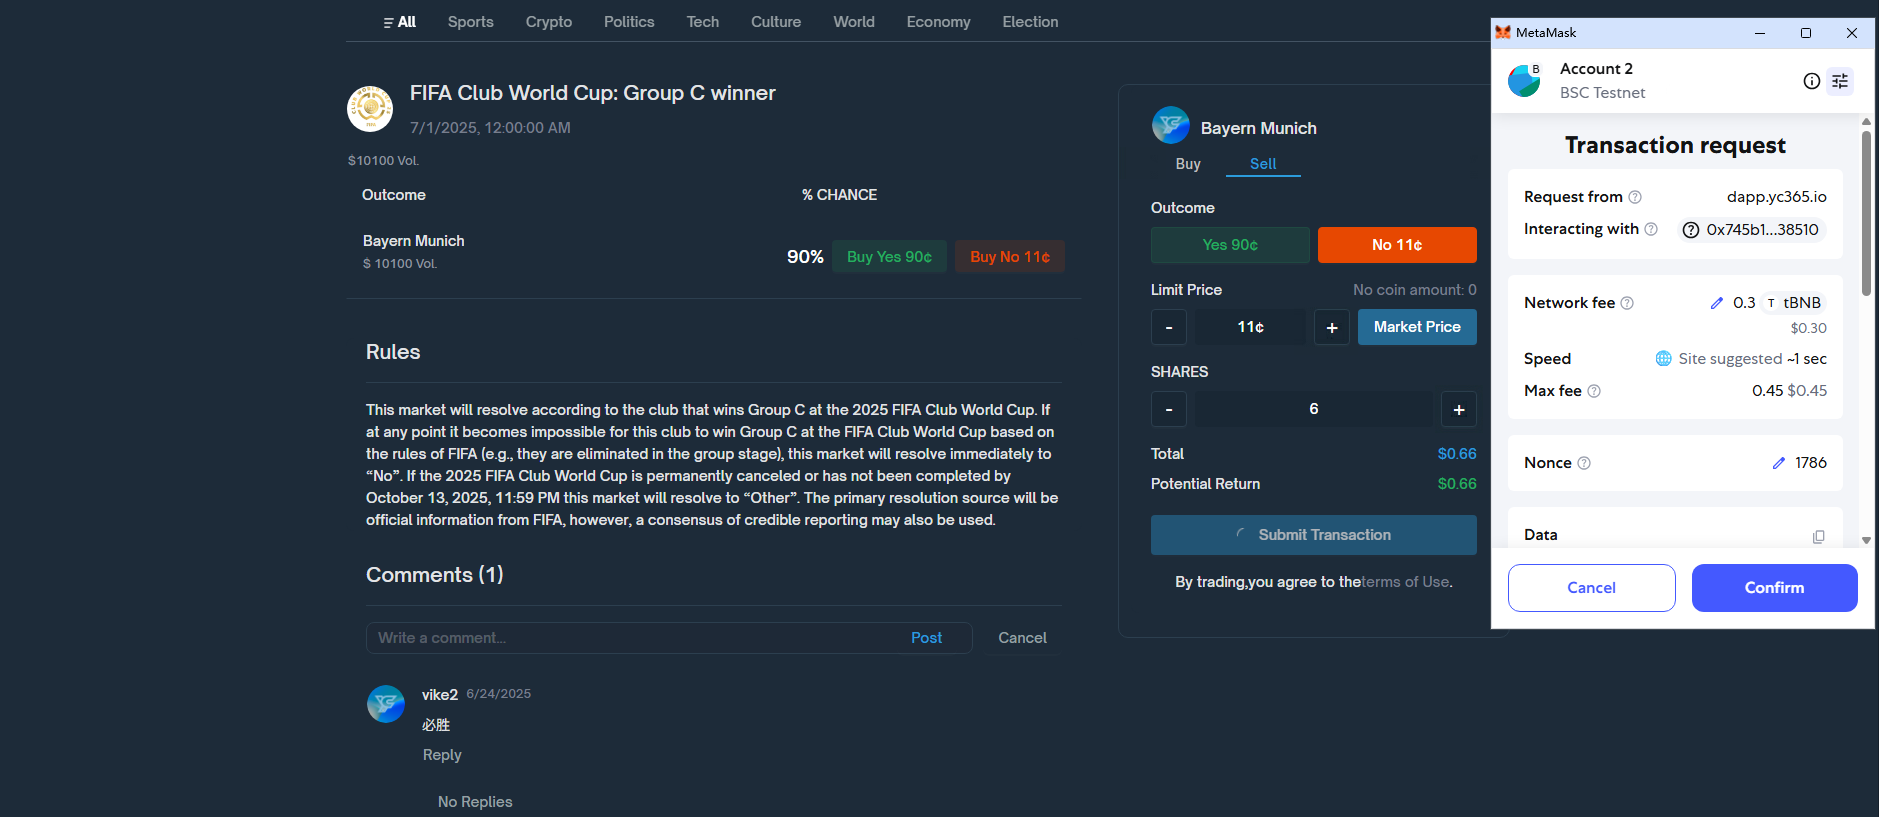 All Sports Crypto Politics Tech Culture World Economy Election
FIFA Club World Cup: Group C winner
7/1/2025, 12:00:00 AM
$10100 Vol.
Outcome % CHANCE
Bayern Munich
$ 10100 Vol.
90% Buy Yes 90¢ Buy No 11¢
Rules
This market will resolve according to the club that wins Group C at the 2025 FIFA Club World Cup. If
at any point it becomes impossible for this club to win Group C at the FIFA Club World Cup based on
the rules of FIFA (e.g., they are eliminated in the group stage), this market will resolve immediately to
“No”. If the 2025 FIFA Club World Cup is permanently canceled or has not been completed by
October 13, 2025, 11:59 PM this market will resolve to “Other”. The primary resolution source will be
official information from FIFA, however, a consensus of credible reporting may also be used.
Comments (1)
Write a comment... Post Cancel
vike2 6/24/2025
必胜
Reply
No Replies
Bayern Munich
Buy Sell
Outcome
Yes 90¢ No 11¢
Limit Price No coin amount: 0
- 11¢ + Market Price
SHARES
- 6 +
Total $0.66
Potential Return $0.66
Submit Transaction
By trading,you agree to theterms of Use.
MetaMask
B
Account 2
BSC Testnet
Transaction request
Request from dapp.yc365.io
Interacting with 0x745b1...38510
Network fee 0.3 T tBNB
$0.30
Speed Site suggested ~1 sec
Max fee 0.45 $0.45
Nonce 1786
Data
Cancel Confirm